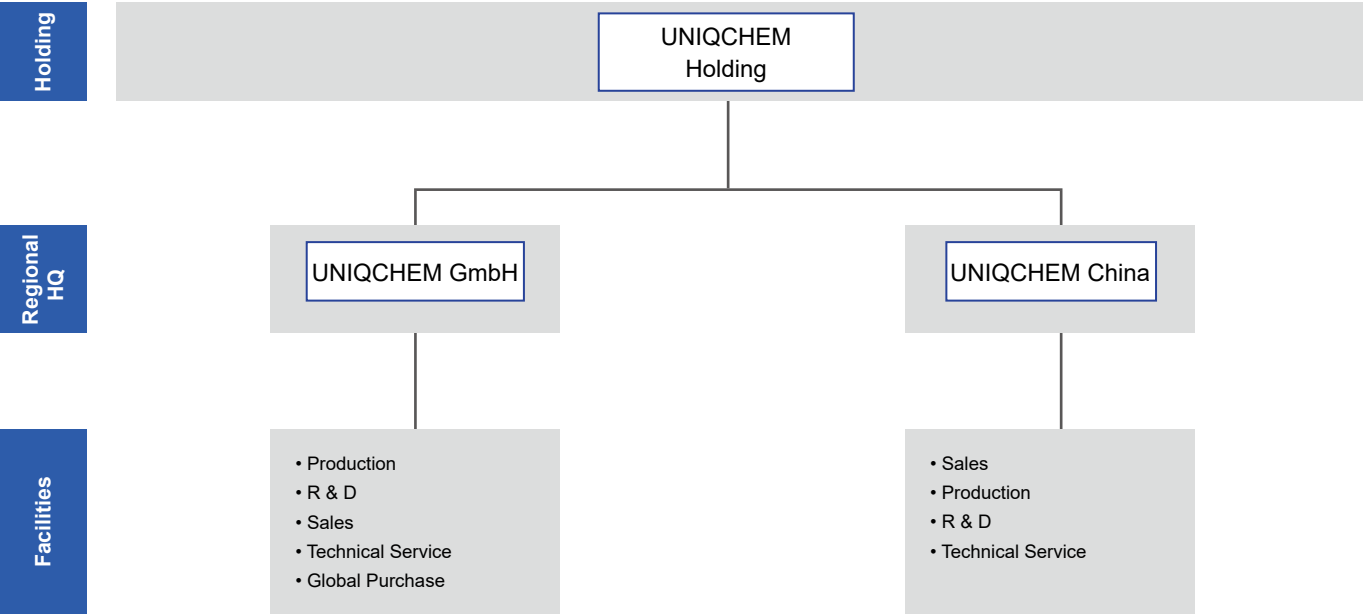 Holding
UNIQCHEM
Holding
Regional
HQ
UNIQCHEM GmbH
UNIQCHEM China
Facilities
• Production
• R & D
• Sales
• Technical Service
• Global Purchase
• Sales
• Production
• R & D
• Technical Service